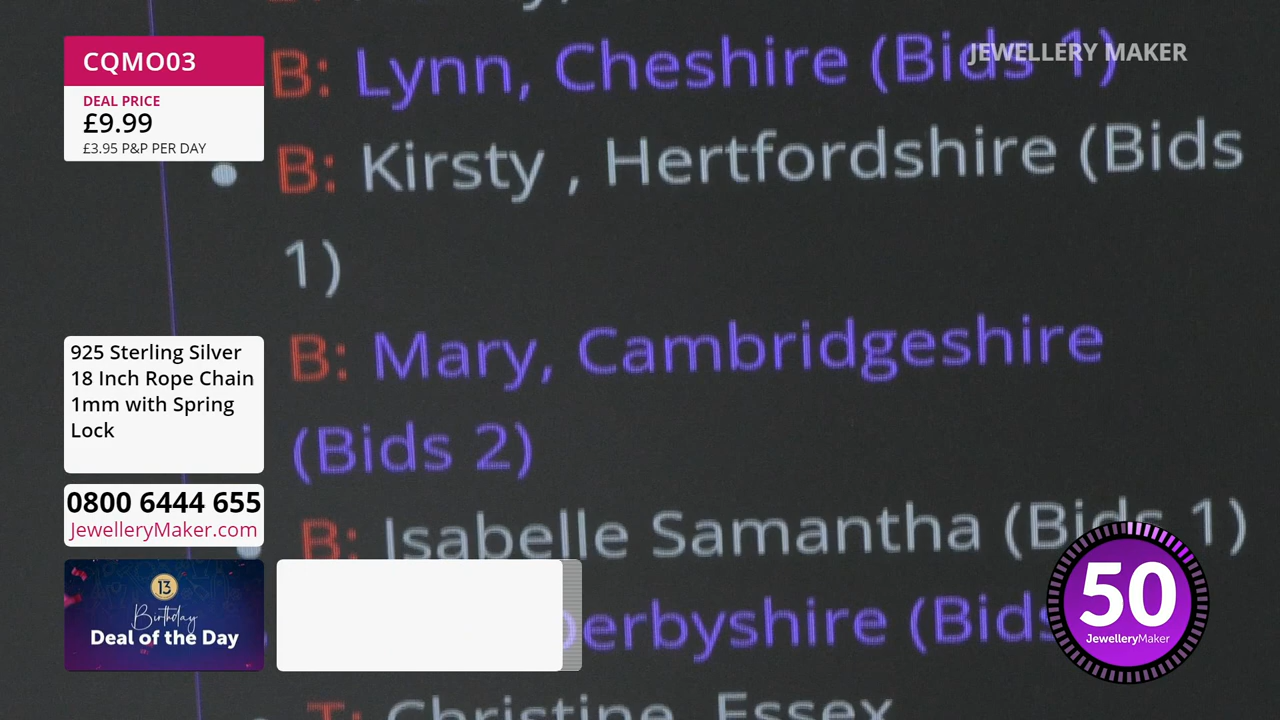 CQMO03
DEAL PRICE
£9.99
£3.95 P&P PER DAY
JEWELLERY MAKER
B: Lynn, Cheshire (Bids 1)
B: Kirsty , Hertfordshire (Bids
1)
B: Mary, Cambridgeshire
(Bids 2)
B: Isabelle Samantha (Bids 1)
(Bids
T: Christine, Essex
925 Sterling Silver
18 Inch Rope Chain
1mm with Spring
Lock
0800 6444 655
JewelleryMaker.com
13
Birthday
Deal of the Day
50
JewelleryMaker